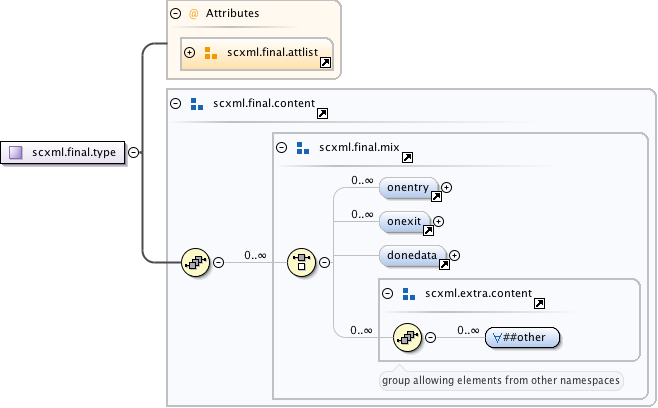 @ Attributes
scxml.final.attlist
scxml.final.content
scxml.final.type
scxml.final.mix
0..∞
onentry
0..∞
onexit
0..∞
donedata
scxml.extra.content
0..∞
0..∞
∀##other
group allowing elements from other namespaces